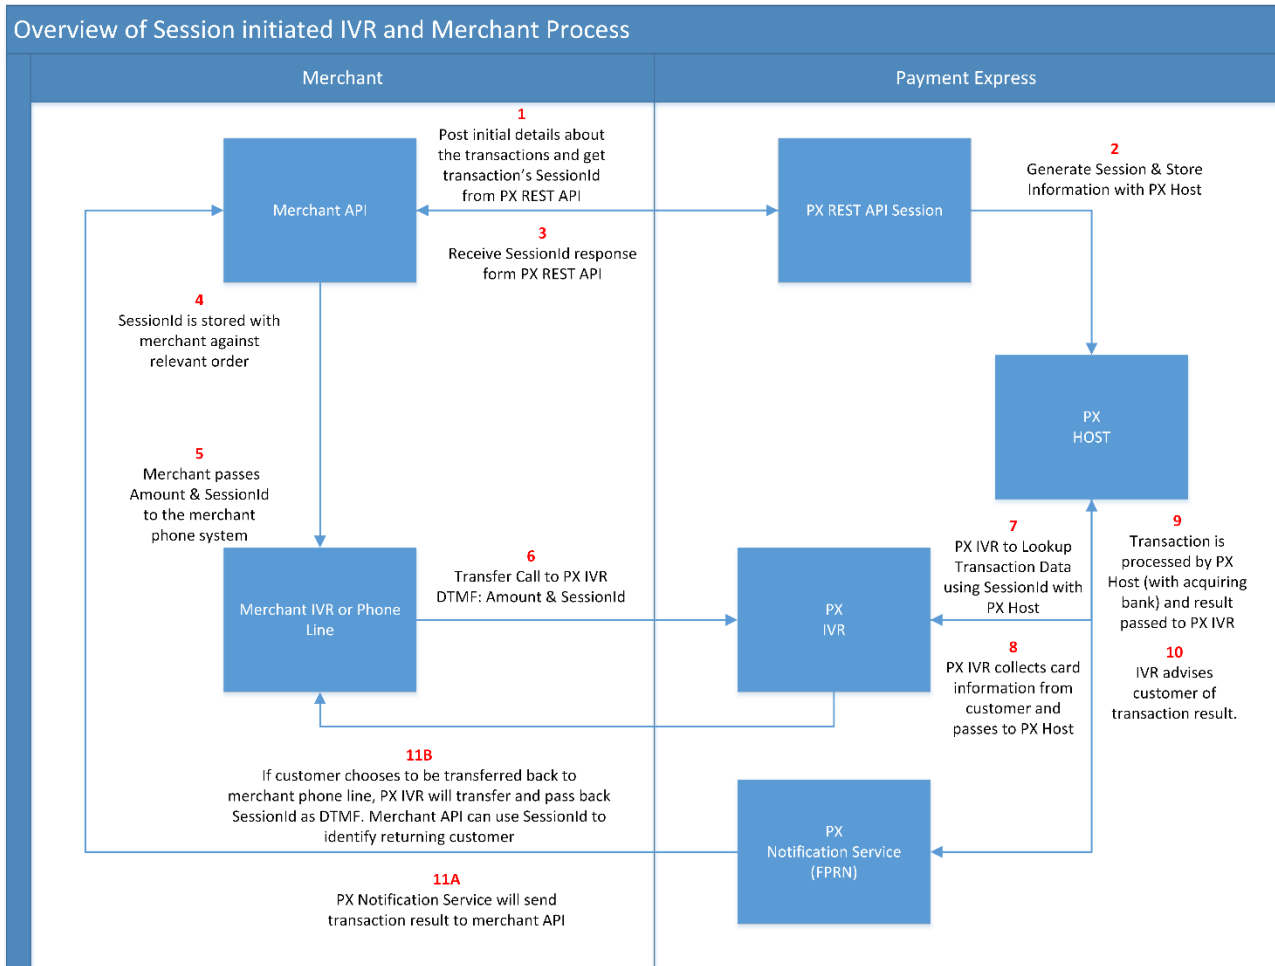 Overview of Session initiated IVR and Merchant Process
Merchant
Payment Express
1
Post initial details about
the transactions and get
transaction's SessionId
from PX REST API
2
Generate Session & Store
Information with PX Host
Merchant API
PX REST API Session
3
Receive SessionId response
form PX REST API
4
SessionId is stored with
merchant against
relevant order
PX
HOST
5
Merchant passes
Amount & SessionId
to the merchant
phone system
6
Transfer Call to PX IVR
DTMF: Amount & SessionId
7
PX IVR to Lookup
Transaction Data
using SessionId with
PX Host
9
Transaction is
processed by PX
Host (with acquiring
bank) and result
passed to PX IVR
Merchant IVR or Phone
Line
PX
IVR
8
PX IVR collects card
information from
customer and
passes to PX Host
10
IVR advises
customer of
transaction result.
11B
If customer chooses to be transferred back to
merchant phone line, PX IVR will transfer and pass back
SessionId as DTMF. Merchant API can use SessionId to
identify returning customer
PX
Notification Service
(FPRN)
11A
PX Notification Service will send
transaction result to merchant API